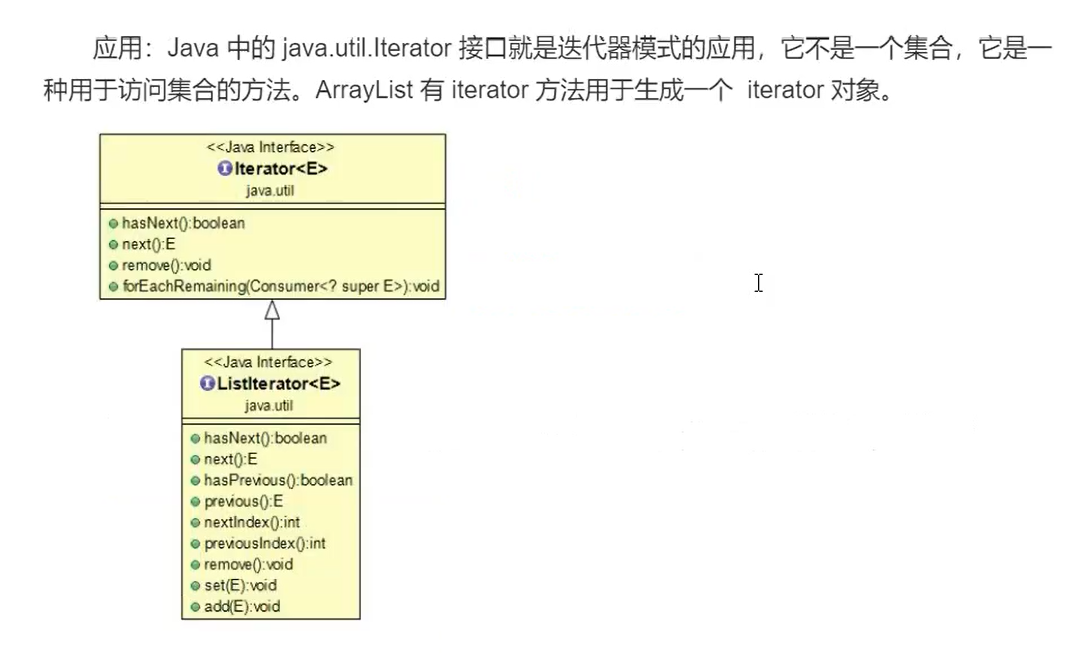 应用：Java 中的 java.util.Iterator 接口就是迭代器模式的应用，它不是一个集合，它是一
种用于访问集合的方法。ArrayList 有 iterator 方法用于生成一个 iterator 对象。
<<Java Interface>>
Iterator<E>
java.util
hasNext():boolean
next():E
remove():void
forEachRemaining(Consumer<? super E>):void
<<Java Interface>>
ListIterator<E>
java.util
hasNext():boolean
next():E
hasPrevious():boolean
previous():E
nextIndex():int
previousIndex():int
remove():void
set(E):void
add(E):void